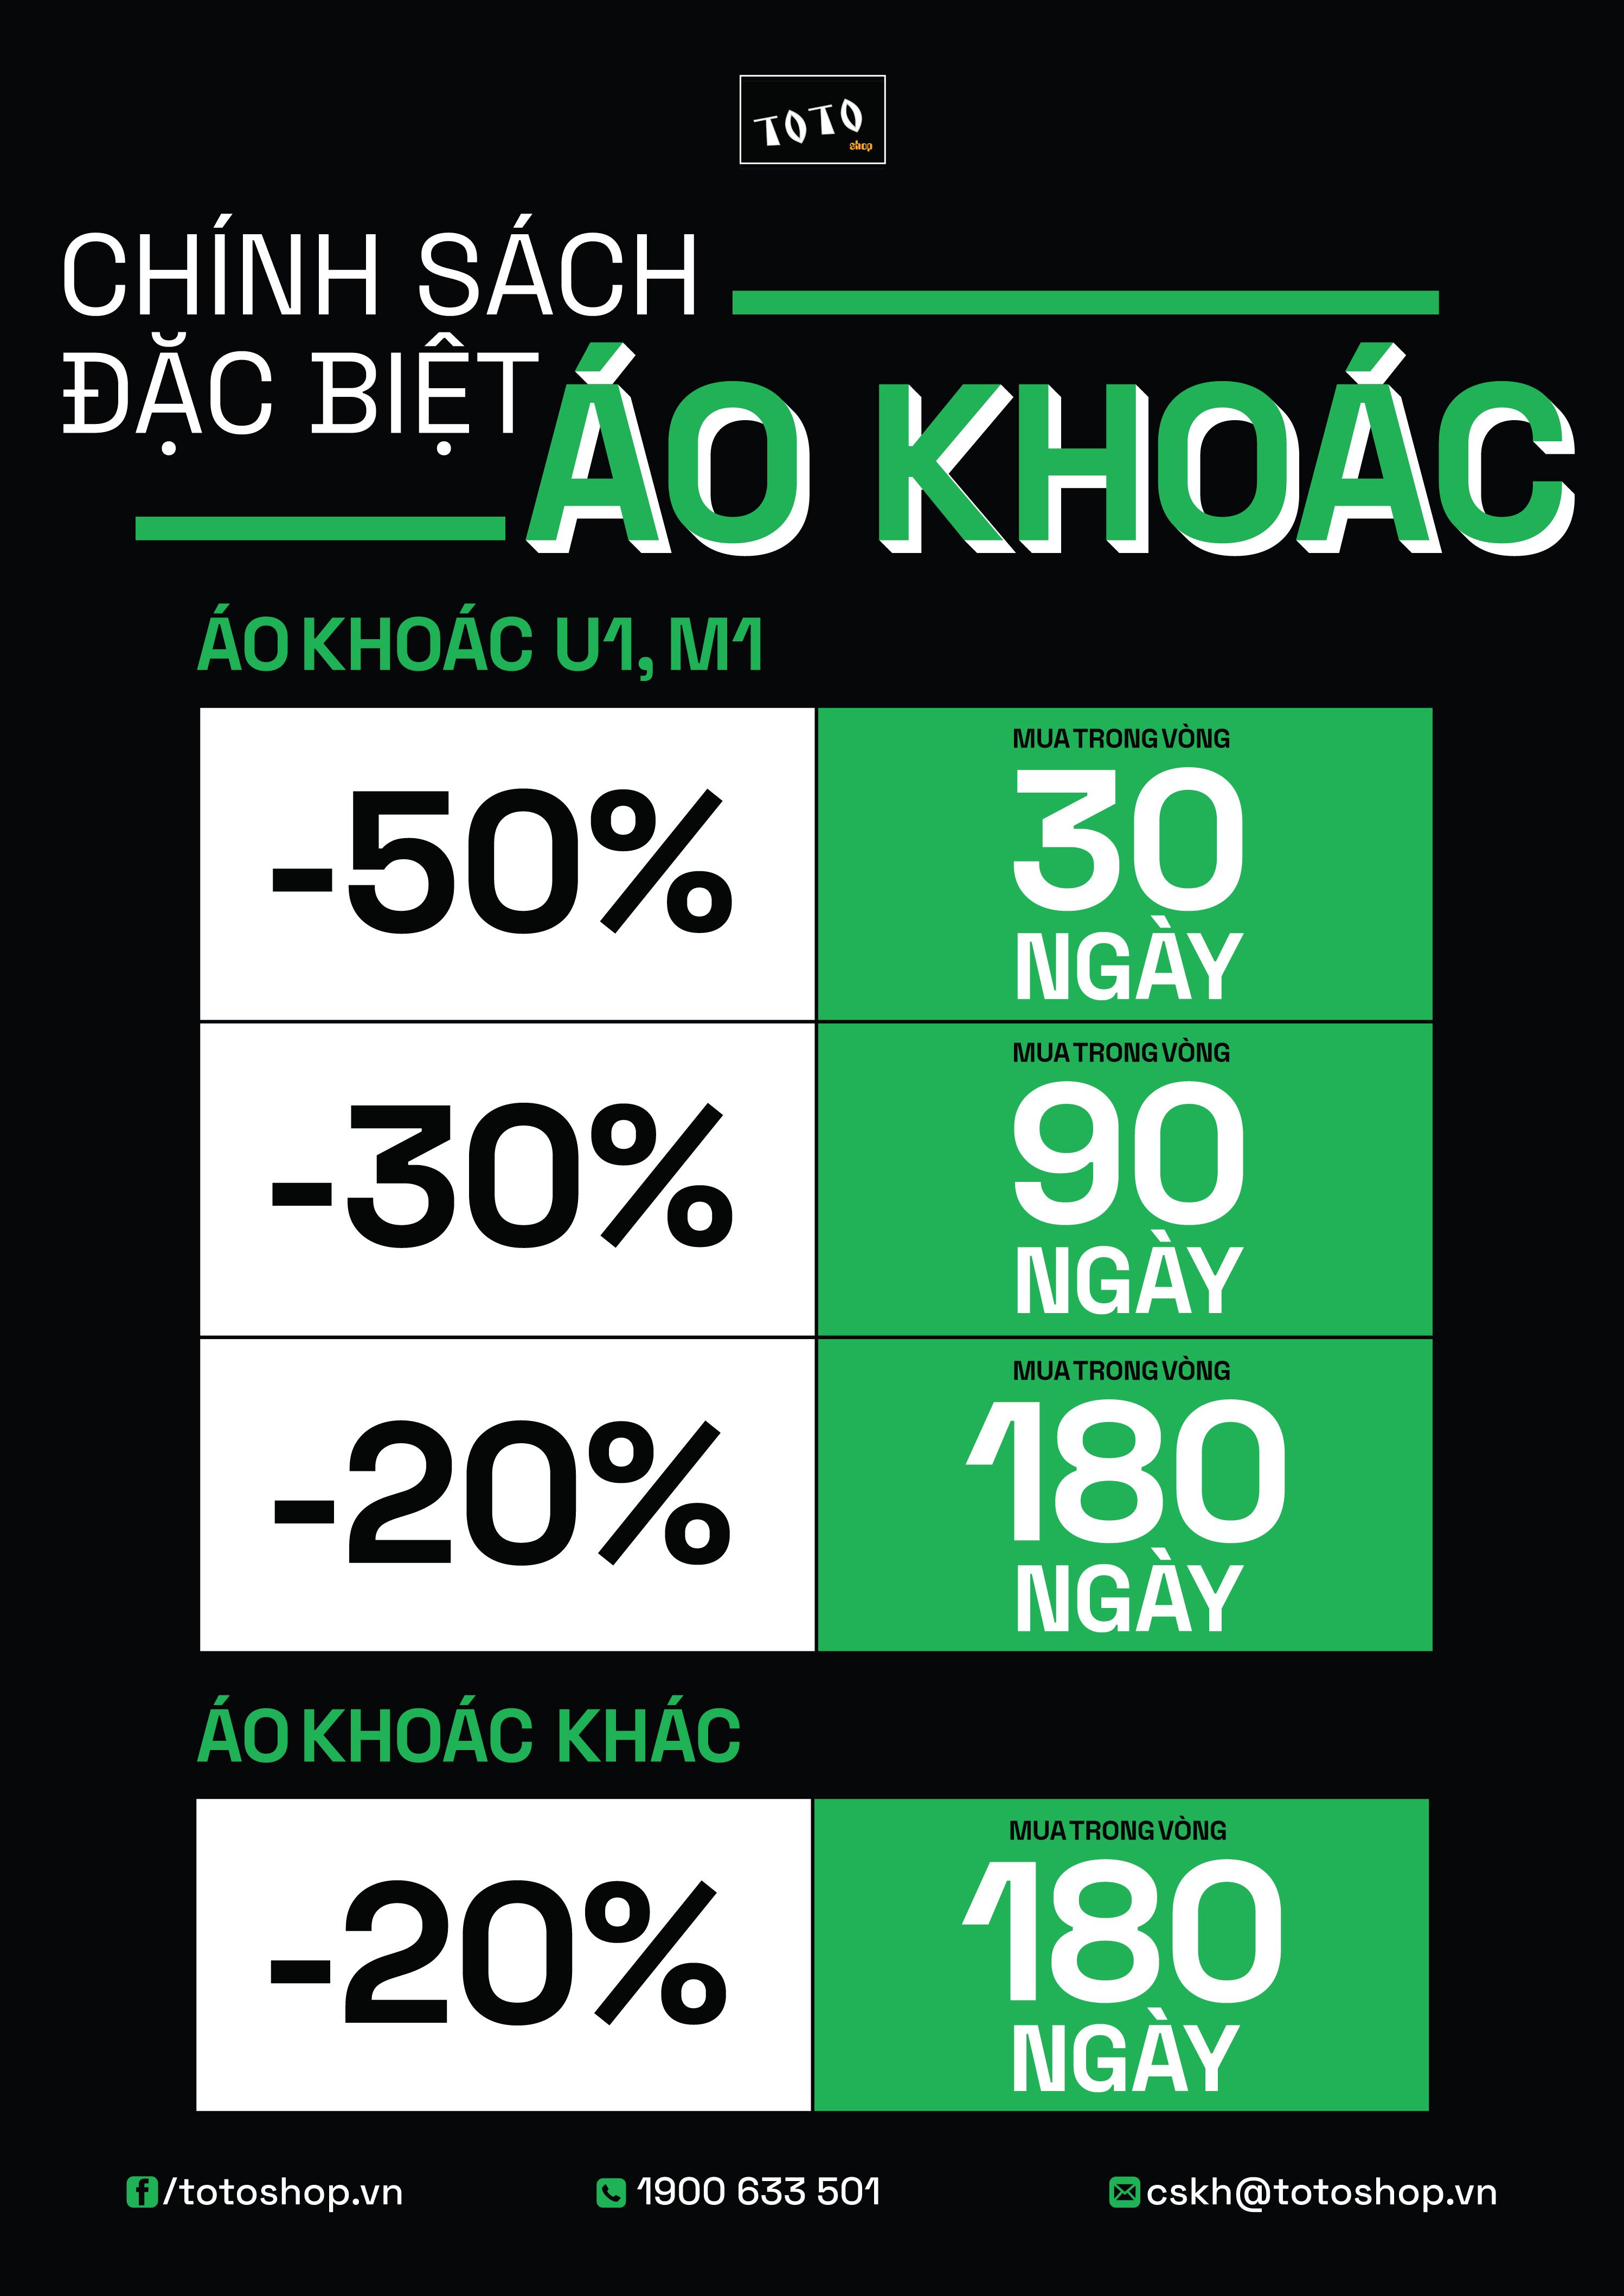 TOTO
shop
CHÍNH SÁCH
ĐẶC BIỆT
ÁO KHOÁC
ÁO KHOÁC U1, M1
-50%
MUA TRONG VÒNG
30
NGÀY
-30%
MUA TRONG VÒNG
90
NGÀY
-20%
MUA TRONG VÒNG
180
NGÀY
ÁO KHOÁC KHÁC
-20%
MUA TRONG VÒNG
180
NGÀY
/totoshop.vn
1900 633 501
cskh@totoshop.vn